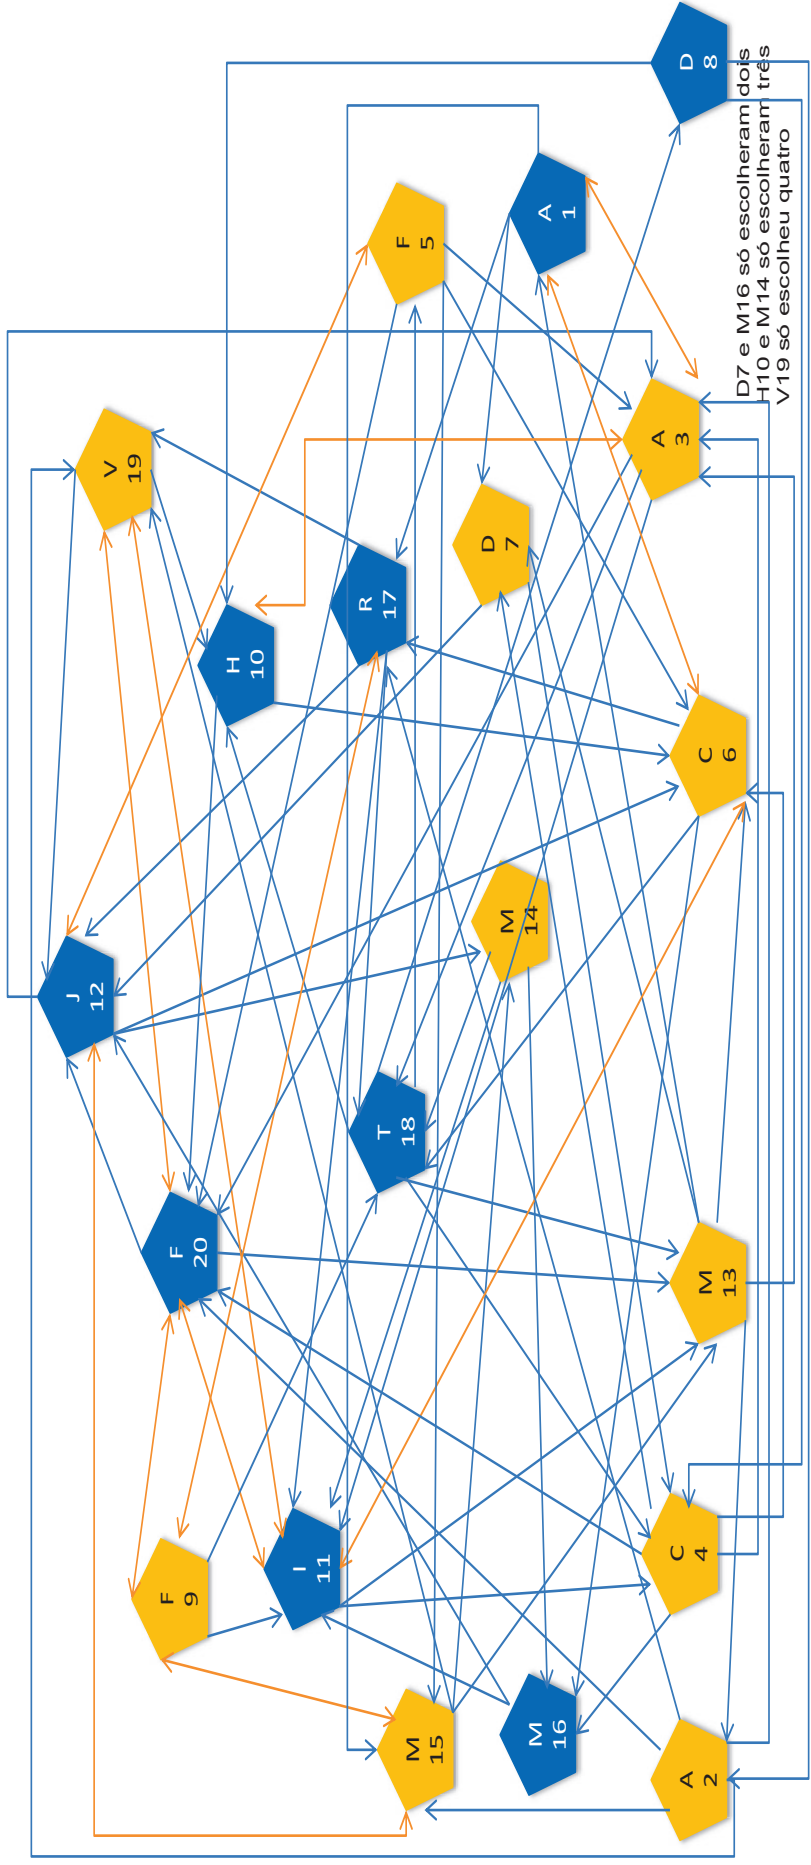 J
12
V
19
F
9
F
20
H
10
I
11
R
17
T
18
M
15
F
5
D
7
M
14
M
16
A
1
A
3
C
4
A
2
D
8
M
13
C
6
D7 e M16 só escolheram dois
H10 e M14 só escolheram três
V19 só escolheu quatro